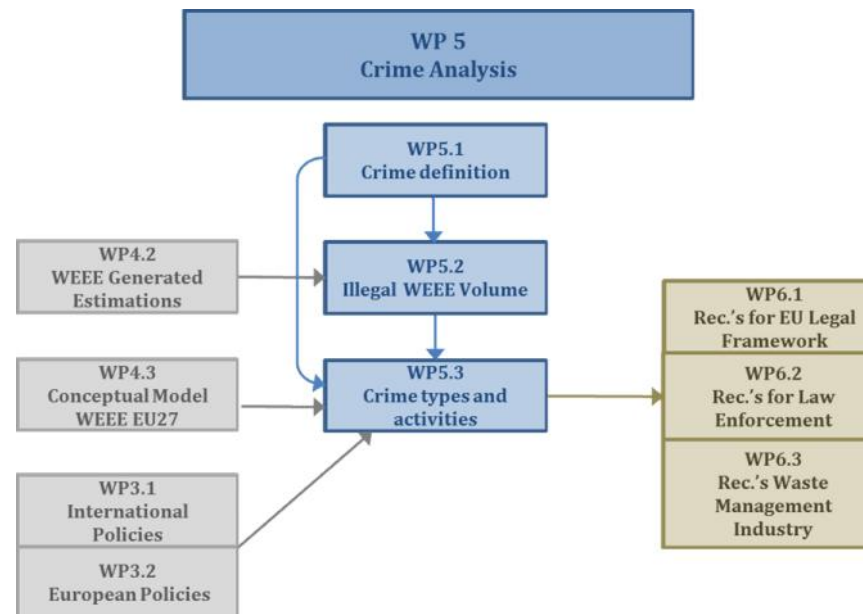 WP 5
Crime Analysis
WP5.1
Crime definition
WP4.2
WEEE Generated
Estimations
WP5.2
Illegal WEEE Volume
WP6.1
Rec.'s for EU Legal
Framework
WP4.3
Conceptual Model
WEEE EU27
WP5.3
Crime types and
activities
WP6.2
Rec.'s for Law
Enforcement
WP3.1
International
Policies
WP6.3
Rec.'s Waste
Management
Industry
WP3.2
European Policies